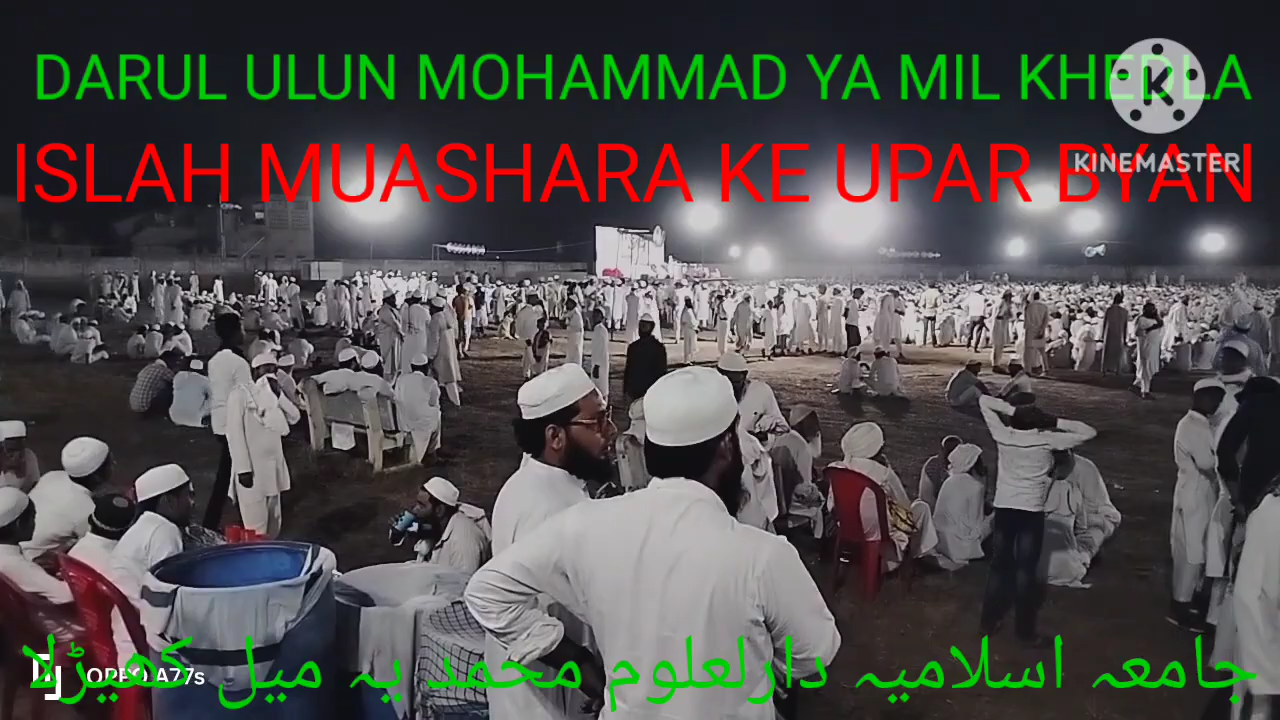 DARUL ULUN MOHAMMAD YA MIL KHEDLA
ISLAH MUASHARA KE UPAR BYAN
KINEMASTER
جامعہ اسلامیہ دارلعلوم محمد یہ میل کھیڑلا
OPPO A77s